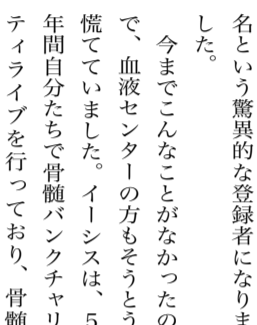 名という驚異的な登録者になりま
した。
今までこんなことがなかったの
で、血液センターの方もそうとう
慌てていました。イーシスは、5
年間自分たちで骨髄バンクチャリ
ティライブを行っており、骨髄